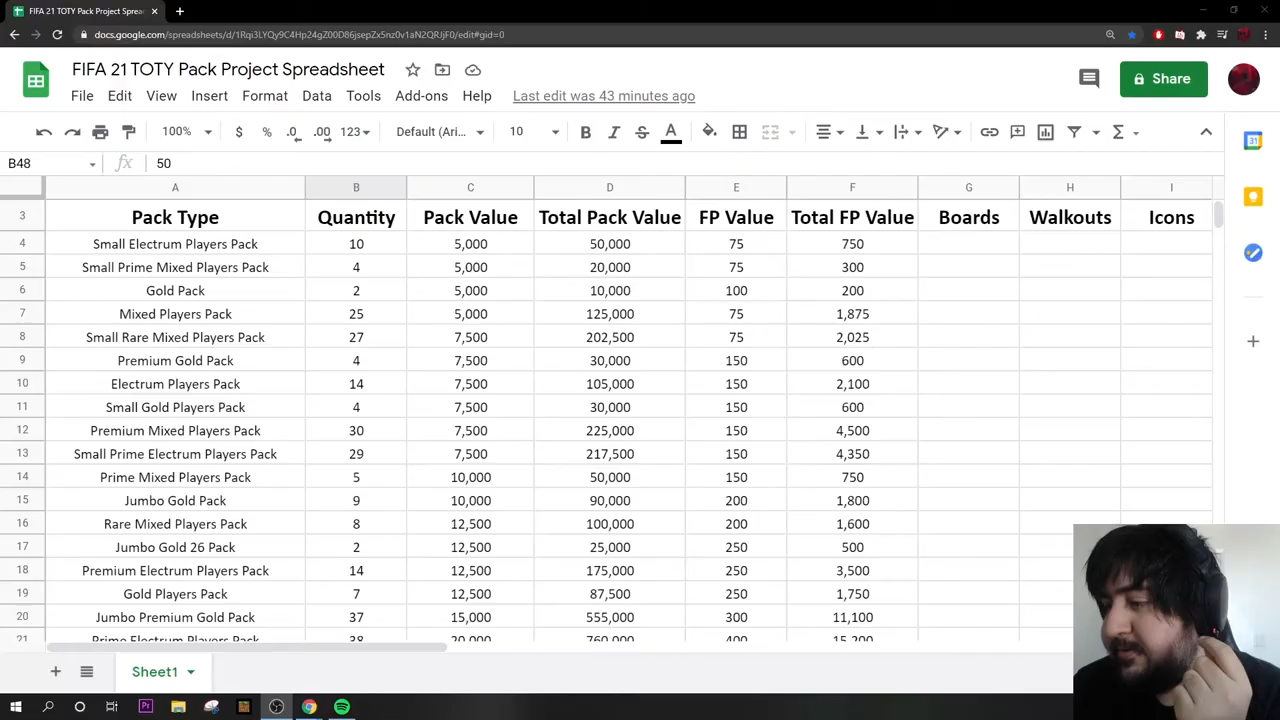 FIFA 21 TOTY Pack Project Spreadsheet
docs.google.com/spreadsheets/d/1Rqi3LYQy9C4Hp24gZ00D86jsepZx5nz0v1aN2QRJjF0/edit#gid=0
FIFA 21 TOTY Pack Project Spreadsheet
Share
File Edit View Insert Format Data Tools Add-ons Help Last edit was 43 minutes ago
100% $ % .0 .00 123 Default (Ari... 10 B I S A Σ
B48 fx 50
A B C D E F G H I
3 Pack Type Quantity Pack Value Total Pack Value FP Value Total FP Value Boards Walkouts Icons
4 Small Electrum Players Pack 10 5,000 50,000 75 750
5 Small Prime Mixed Players Pack 4 5,000 20,000 75 300
6 Gold Pack 2 5,000 10,000 100 200
7 Mixed Players Pack 25 5,000 125,000 75 1,875
8 Small Rare Mixed Players Pack 27 7,500 202,500 75 2,025
9 Premium Gold Pack 4 7,500 30,000 150 600
10 Electrum Players Pack 14 7,500 105,000 150 2,100
11 Small Gold Players Pack 4 7,500 30,000 150 600
12 Premium Mixed Players Pack 30 7,500 225,000 150 4,500
13 Small Prime Electrum Players Pack 29 7,500 217,500 150 4,350
14 Prime Mixed Players Pack 5 10,000 50,000 150 750
15 Jumbo Gold Pack 9 10,000 90,000 200 1,800
16 Rare Mixed Players Pack 8 12,500 100,000 200 1,600
17 Jumbo Gold 26 Pack 2 12,500 25,000 250 500
18 Premium Electrum Players Pack 14 12,500 175,000 250 3,500
19 Gold Players Pack 7 12,500 87,500 250 1,750
20 Jumbo Premium Gold Pack 37 15,000 555,000 300 11,100
21 Prime Electrum Players Pack 38 20,000 760,000 400 15,200
Sheet1